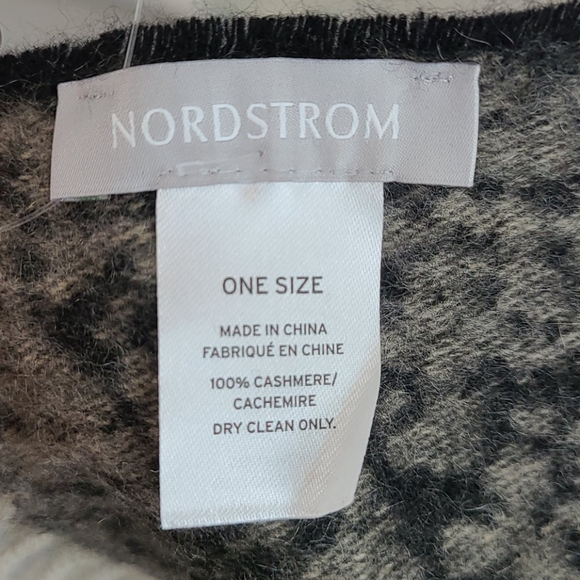 NORDSTROM
ONE SIZE
MADE IN CHINA
FABRIQUÉ EN CHINE
100% CASHMERE/
CACHEMIRE
DRY CLEAN ONLY.